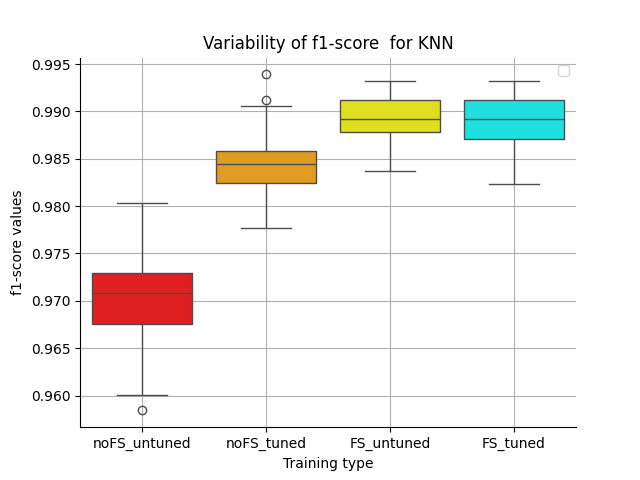 Variability of f1-score  for KNN
f1-score values
0.995
0.990
0.985
0.980
0.975
0.970
0.965
0.960
noFS_untuned
noFS_tuned
FS_untuned
FS_tuned
Training type